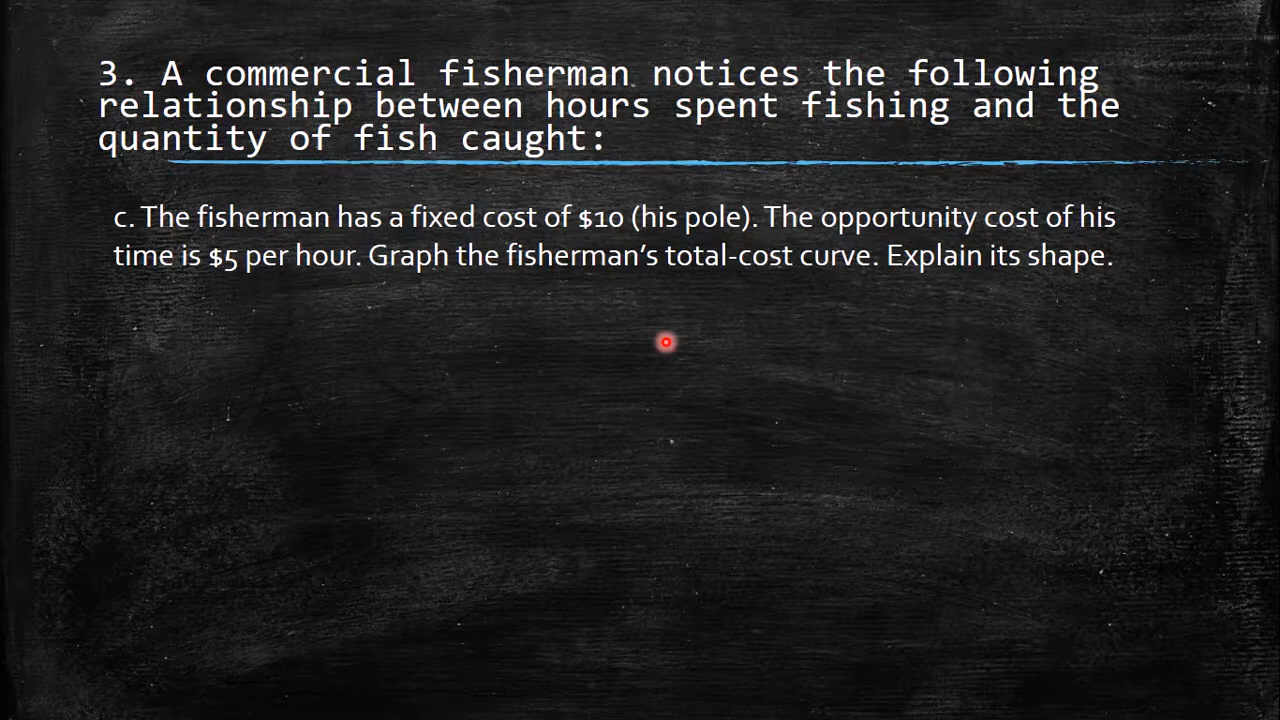 3. A commercial fisherman notices the following
relationship between hours spent fishing and the
quantity of fish caught:
c. The fisherman has a fixed cost of $10 (his pole). The opportunity cost of his
time is $5 per hour. Graph the fisherman’s total-cost curve. Explain its shape.